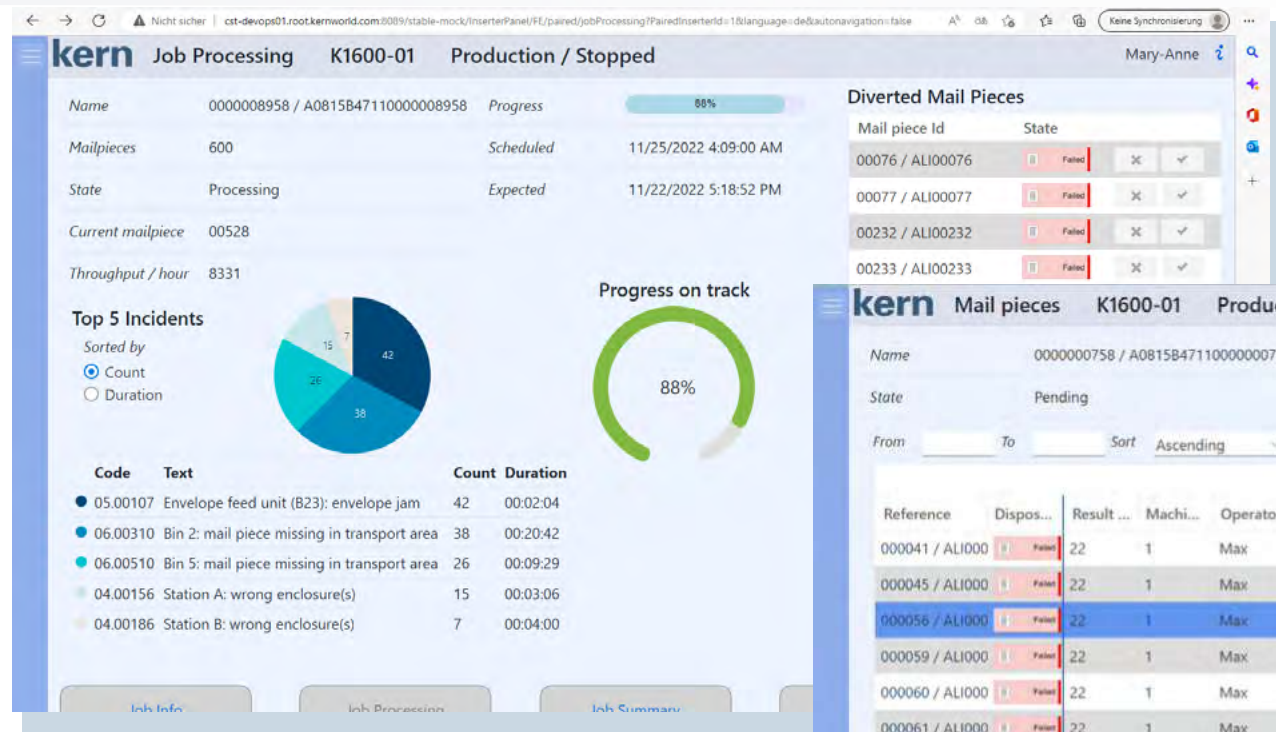 Nicht sicher | cst-devops01.root.kernworld.com:8089/stable-mock/InserterPanel/FE/paired/jobProcessing?PairedInserterId=1&language=de&autonavigation=false
Keine Synchronisierung
kern Job Processing K1600-01 Production / Stopped Mary-Anne i
Name 0000008958 / A0815B47110000008958 Progress 88%
Mailpieces 600 Scheduled 11/25/2022 4:09:00 AM
State Processing Expected 11/22/2022 5:18:52 PM
Current mailpiece 00528
Throughput / hour 8331
Diverted Mail Pieces
Mail piece Id State
00076 / ALI00076 Failed
00077 / ALI00077 Failed
00232 / ALI00232 Failed
00233 / ALI00233 Failed
Top 5 Incidents
Sorted by
Count
Duration
42
38
26
15
7
Progress on track
88%
Code Text Count Duration
05.00107 Envelope feed unit (B23): envelope jam 42 00:02:04
06.00310 Bin 2: mail piece missing in transport area 38 00:20:42
06.00510 Bin 5: mail piece missing in transport area 26 00:09:29
04.00156 Station A: wrong enclosure(s) 15 00:03:06
04.00186 Station B: wrong enclosure(s) 7 00:04:00
Job Info Job Processing Job Summary
kern Mail pieces K1600-01 Produc
Name 0000000758 / A0815B471100000007
State Pending
From To Sort Ascending
Reference Dispos... Result ... Machi... Operato
000041 / ALI000 Failed 22 1 Max
000045 / ALI000 Failed 22 1 Max
000056 / ALI000 Failed 22 1 Max
000059 / ALI000 Failed 22 1 Max
000060 / ALI000 Failed 22 1 Max
000061 / ALI000 Failed 22 1 Max